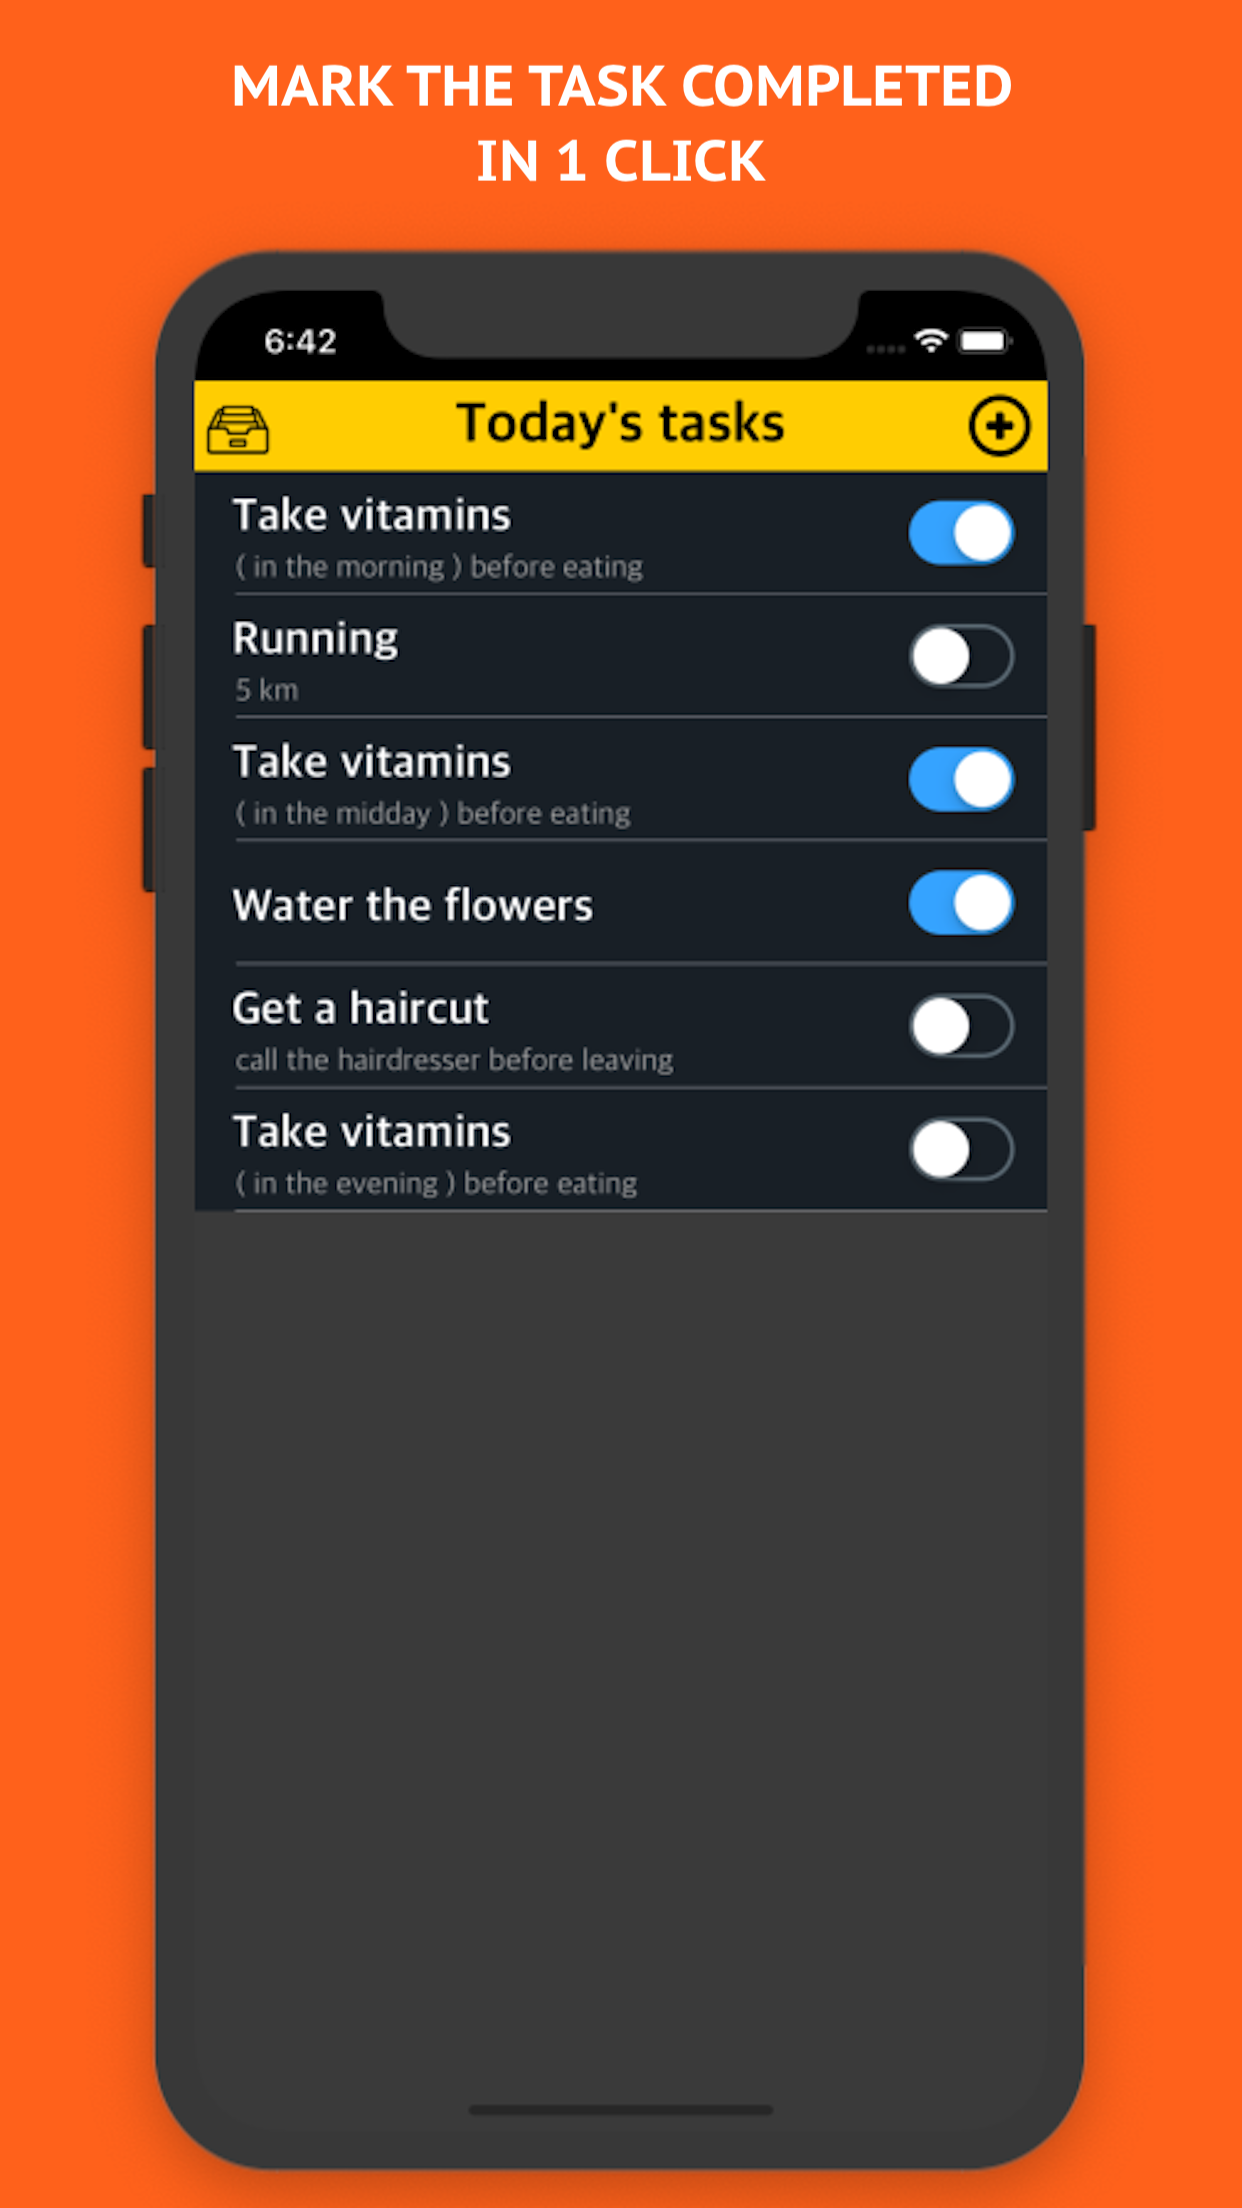 MARK THE TASK COMPLETED
IN 1 CLICK
6:42
Today's tasks
Take vitamins
( in the morning ) before eating
Running
5 km
Take vitamins
( in the midday ) before eating
Water the flowers
Get a haircut
call the hairdresser before leaving
Take vitamins
( in the evening ) before eating